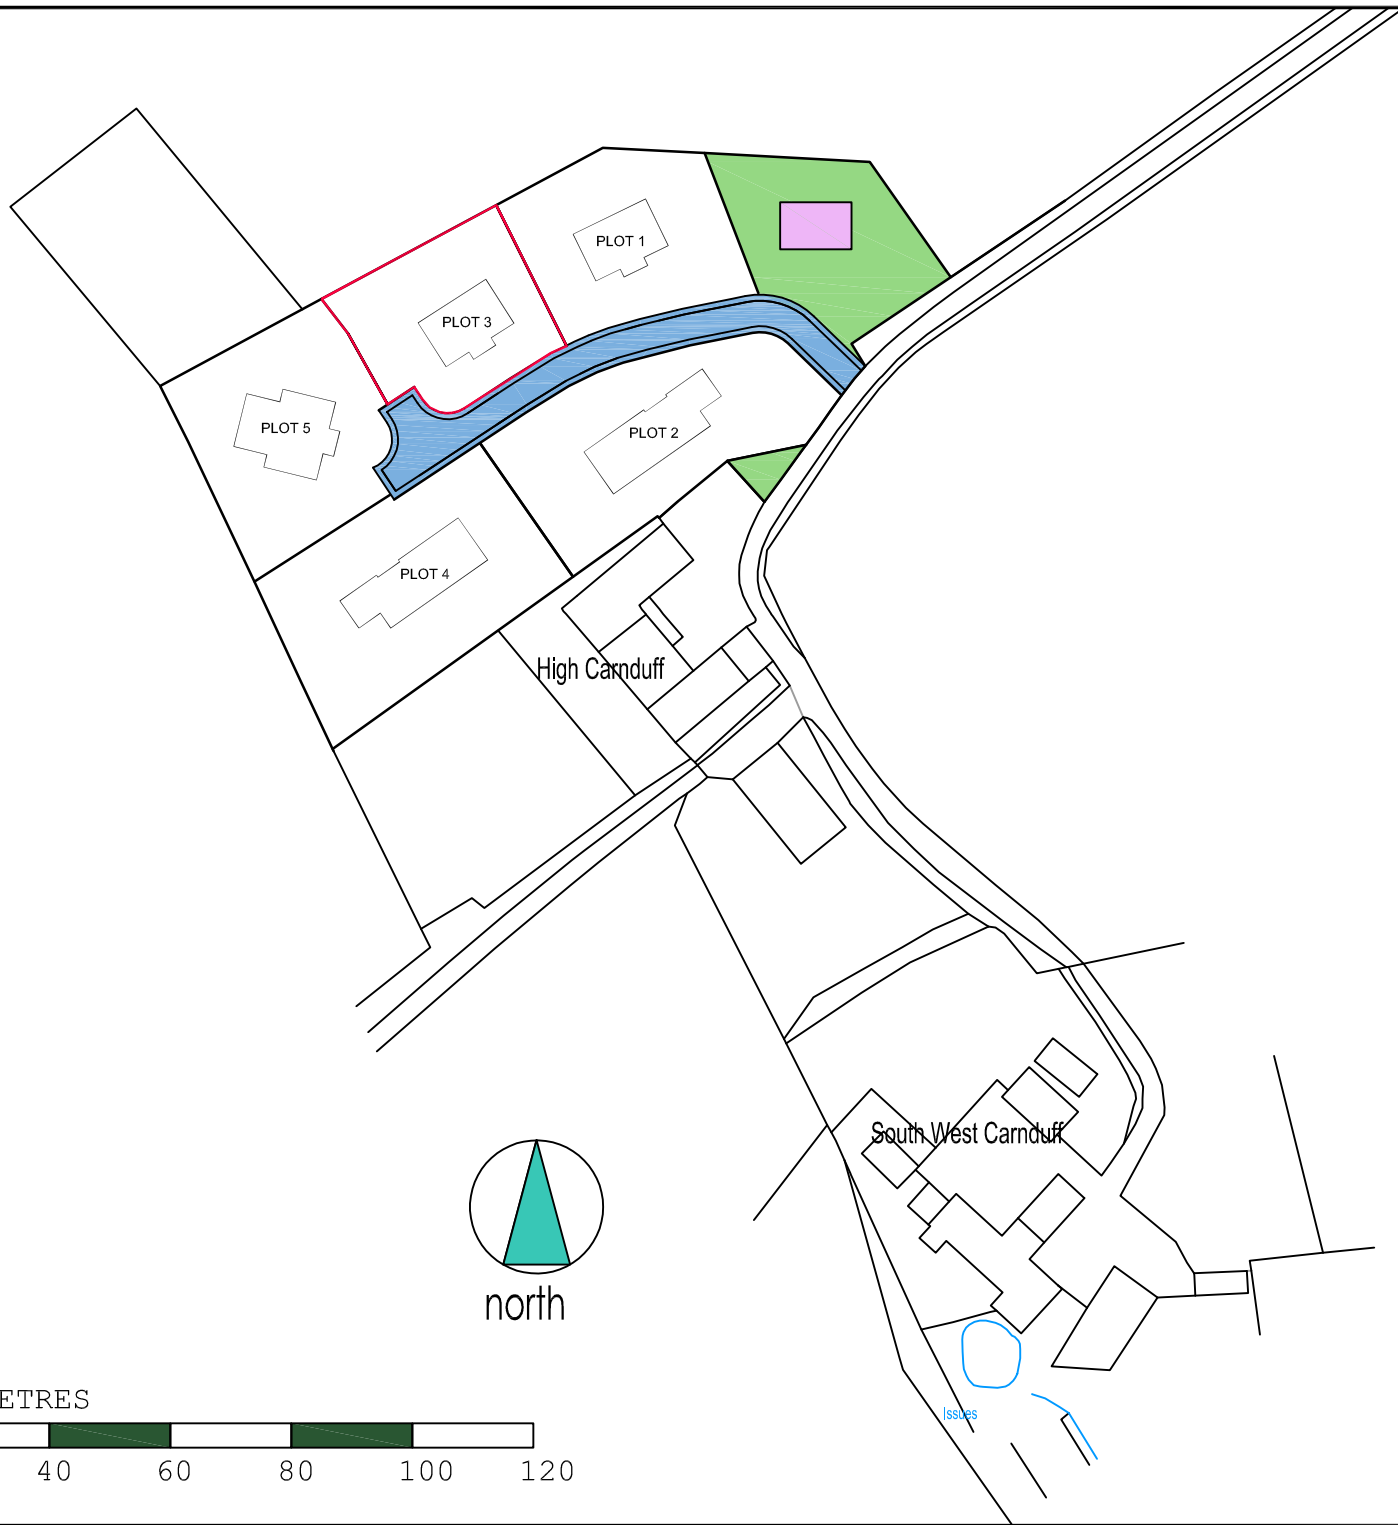 PLOT 1
PLOT 3
PLOT 5
PLOT 2
PLOT 4
High Carnduff
South West Carnduff
north
ETRES
40 60 80 100 120
Issues